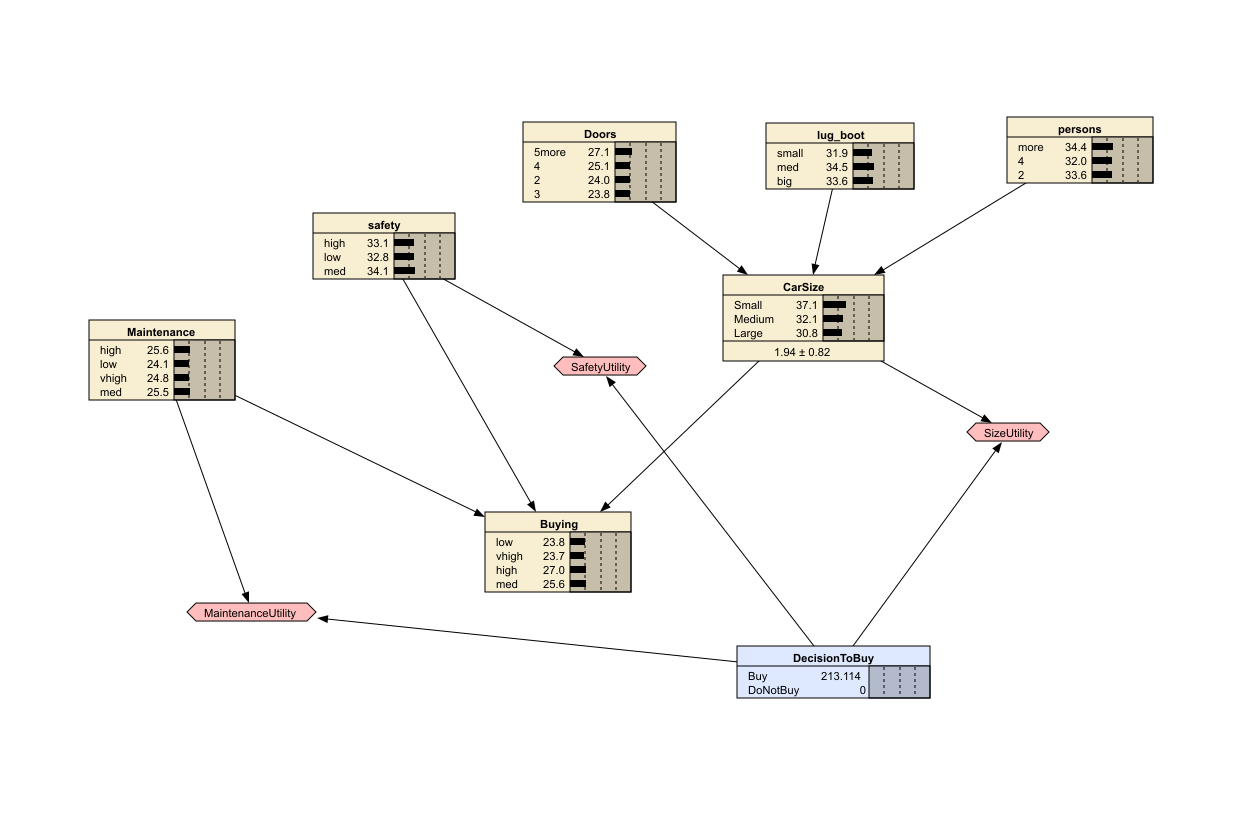 Doors
5more 27.1
4 25.1
2 24.0
3 23.8
lug_boot
small 31.9
med 34.5
big 33.6
persons
more 34.4
4 32.0
2 33.6
safety
high 33.1
low 32.8
med 34.1
CarSize
Small 37.1
Medium 32.1
Large 30.8
1.94 ± 0.82
Maintenance
high 25.6
low 24.1
vhigh 24.8
med 25.5
SafetyUtility
SizeUtility
Buying
low 23.8
vhigh 23.7
high 27.0
med 25.6
MaintenanceUtility
DecisionToBuy
Buy 213.114
DoNotBuy 0